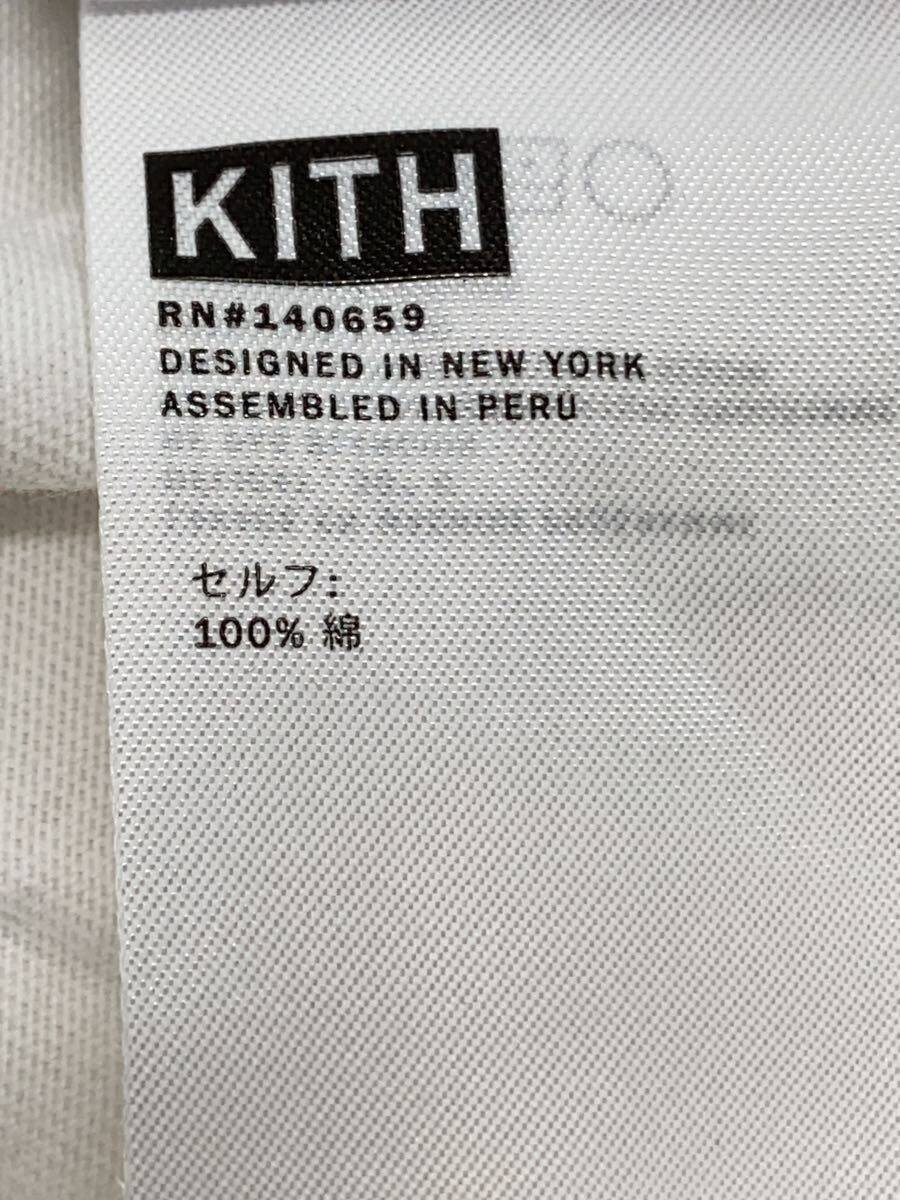 KITH
RN#140659
DESIGNED IN NEW YORK
ASSEMBLED IN PERU
セルフ:
100% 綿